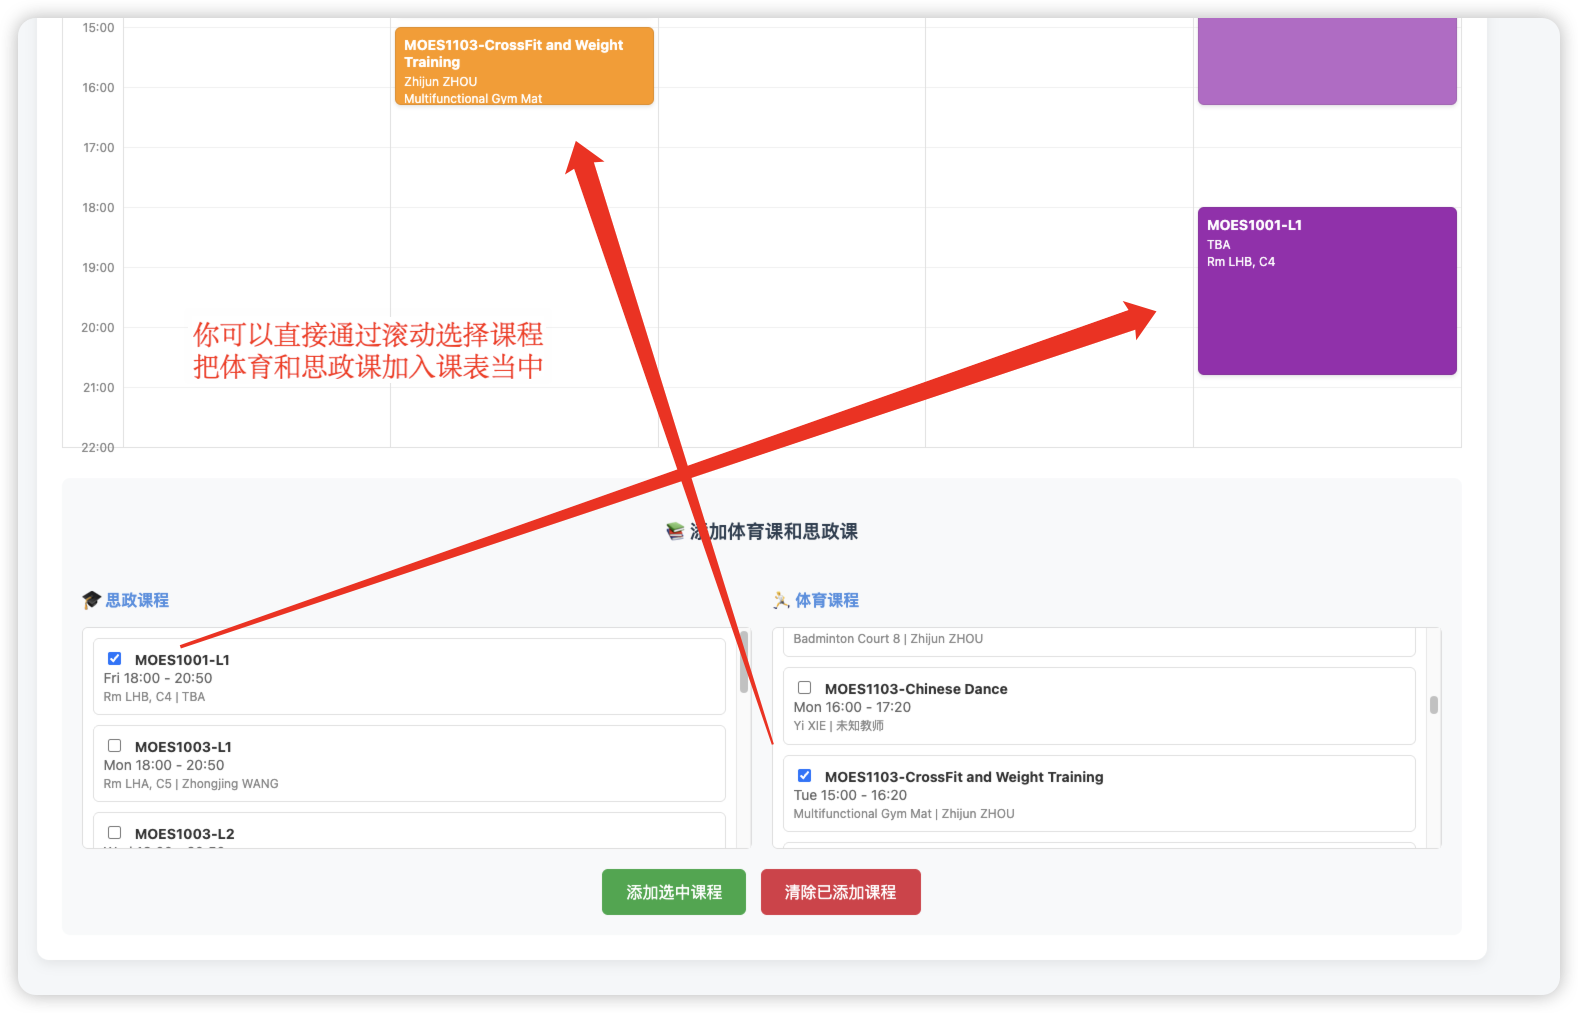 15:00
16:00
17:00
18:00
19:00
20:00
21:00
22:00
MOES1103-CrossFit and Weight
Training
Zhijun ZHOU
Multifunctional Gym Mat
MOES1001-L1
TBA
Rm LHB, C4
你可以直接通过滚动选择课程
把体育和思政课加入课表当中
📚 添加体育课和思政课
🎓 思政课程
MOES1001-L1
Fri 18:00 - 20:50
Rm LHB, C4 | TBA
MOES1003-L1
Mon 18:00 - 20:50
Rm LHA, C5 | Zhongjing WANG
MOES1003-L2
🏃 体育课程
Badminton Court 8 | Zhijun ZHOU
MOES1103-Chinese Dance
Mon 16:00 - 17:20
Yi XIE | 未知教师
MOES1103-CrossFit and Weight Training
Tue 15:00 - 16:20
Multifunctional Gym Mat | Zhijun ZHOU
添加选中课程
清除已添加课程